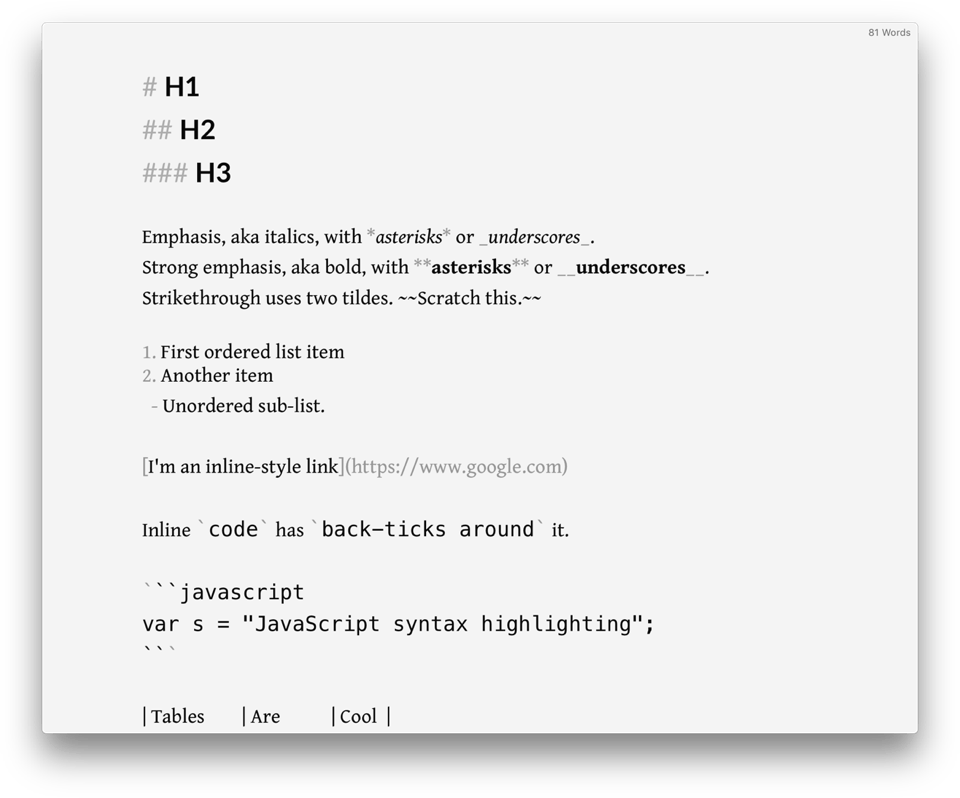 81 Words
# H1
## H2
### H3
Emphasis, aka italics, with *asterisks* or _underscores_.
Strong emphasis, aka bold, with **asterisks** or __underscores__.
Strikethrough uses two tildes. ~~Scratch this.~~
1. First ordered list item
2. Another item
- Unordered sub-list.
[I'm an inline-style link](https://www.google.com)
Inline `code` has `back-ticks around` it.
```javascript
var s = "JavaScript syntax highlighting";
```
| Tables | Are | Cool |